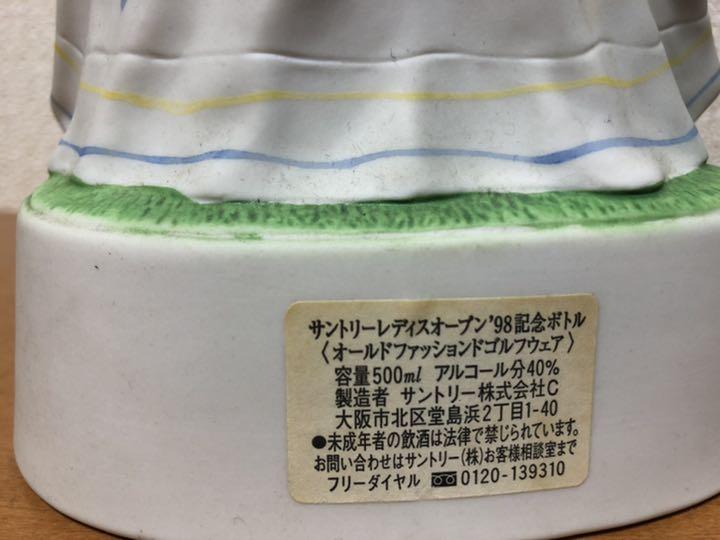 サントリーレディスオープン'98記念ボトル
〈オールドファッションドゴルフウェア〉
容量500ml アルコール分40%
製造者 サントリー株式会社C
大阪市北区堂島浜2丁目1-40
●未成年者の飲酒は法律で禁じられています。
お問い合わせはサントリー(株)お客様相談室まで
フリーダイヤル 0120-139310